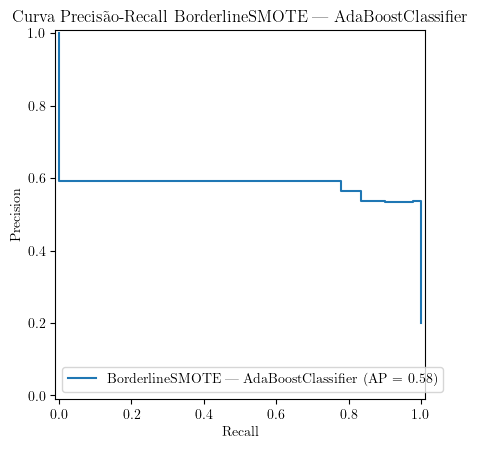 Curva Precisão-Recall BorderlineSMOTE — AdaBoostClassifier
1.0
0.8
0.6
0.4
0.2
0.0
Precision
BorderlineSMOTE — AdaBoostClassifier (AP = 0.58)
0.0 0.2 0.4 0.6 0.8 1.0
Recall